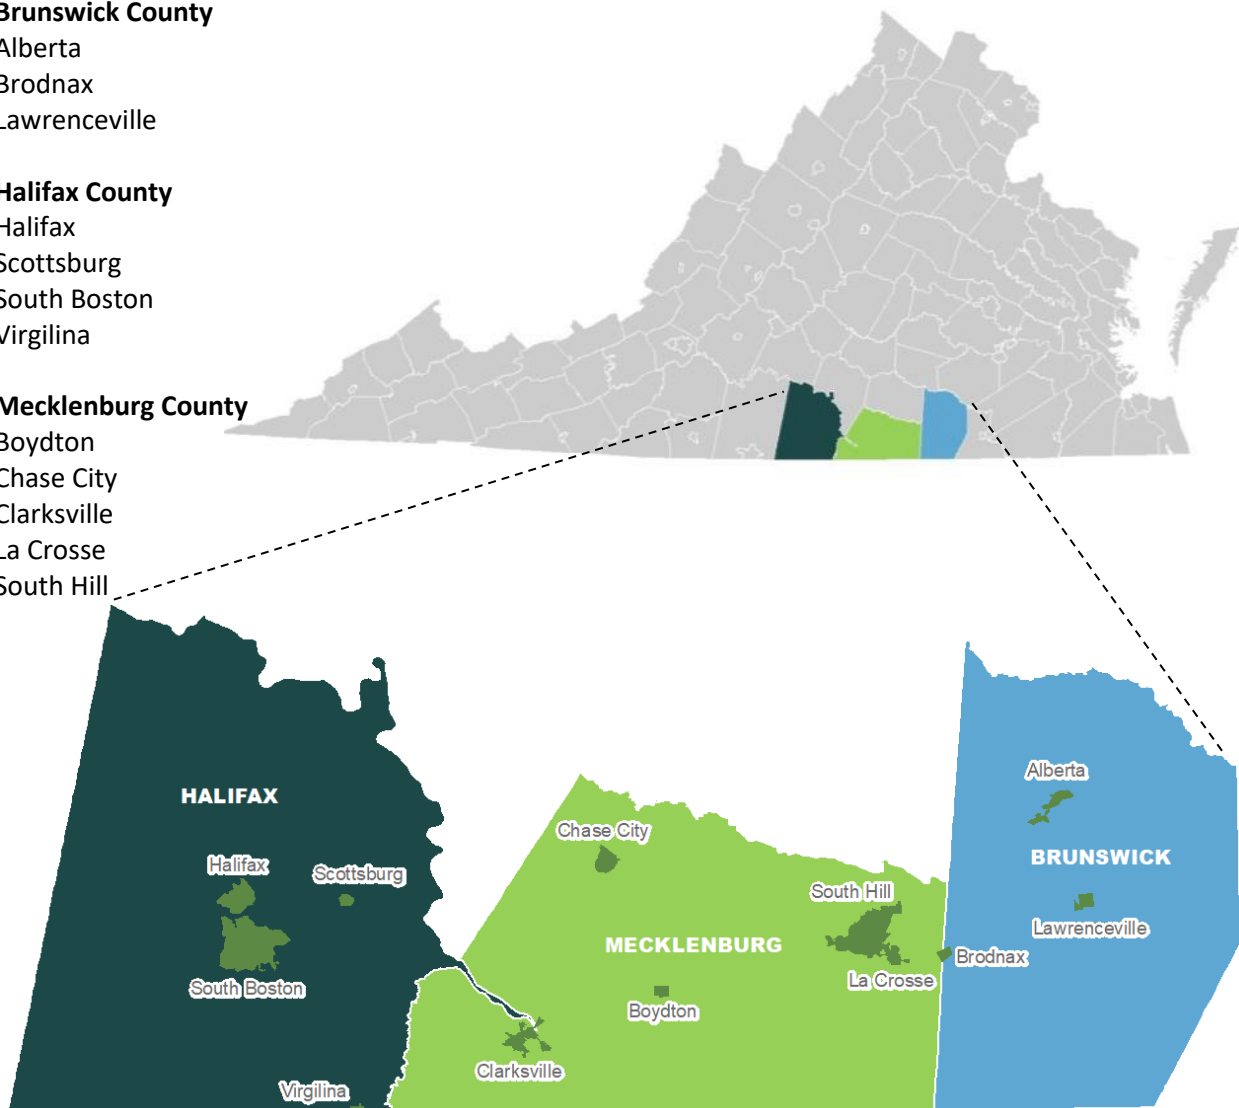 Brunswick County
Alberta
Brodnax
Lawrenceville
Halifax County
Halifax
Scottsburg
South Boston
Virgilina
Mecklenburg County
Boydton
Chase City
Clarksville
La Crosse
South Hill
HALIFAX
Halifax
Scottsburg
South Boston
Virgilina
Chase City
South Hill
MECKLENBURG
La Crosse
Boydton
Clarksville
Alberta
BRUNSWICK
Lawrenceville
Brodnax